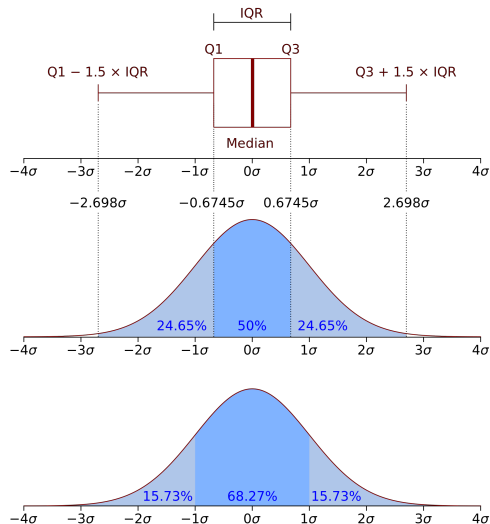 IQR
Q1 Q3
Q1 − 1.5 × IQR Q3 + 1.5 × IQR
Median
−4σ −3σ −2σ −1σ 0σ 1σ 2σ 3σ 4σ
−2.698σ −0.6745σ 0.6745σ 2.698σ
24.65% 50% 24.65%
−4σ −3σ −2σ −1σ 0σ 1σ 2σ 3σ 4σ
15.73% 68.27% 15.73%
−4σ −3σ −2σ −1σ 0σ 1σ 2σ 3σ 4σ